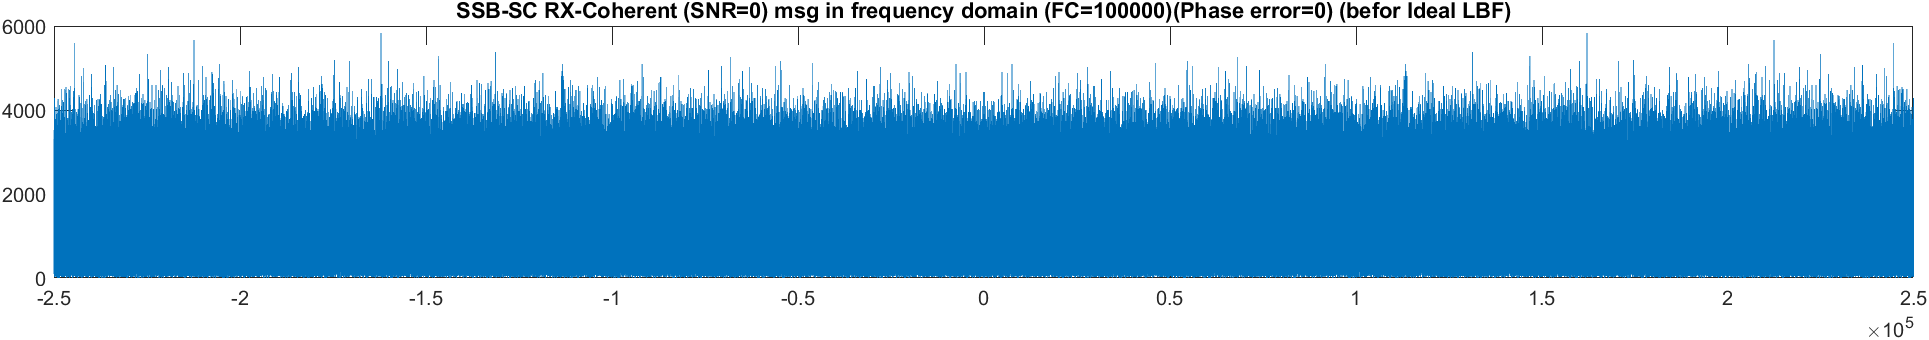 SSB-SC RX-Coherent (SNR=0) msg in frequency domain (FC=100000)(Phase error=0) (befor Ideal LBF)
6000
4000
2000
0
-2.5 -2 -1.5 -1 -0.5 0 0.5 1 1.5 2 2.5
×10⁵